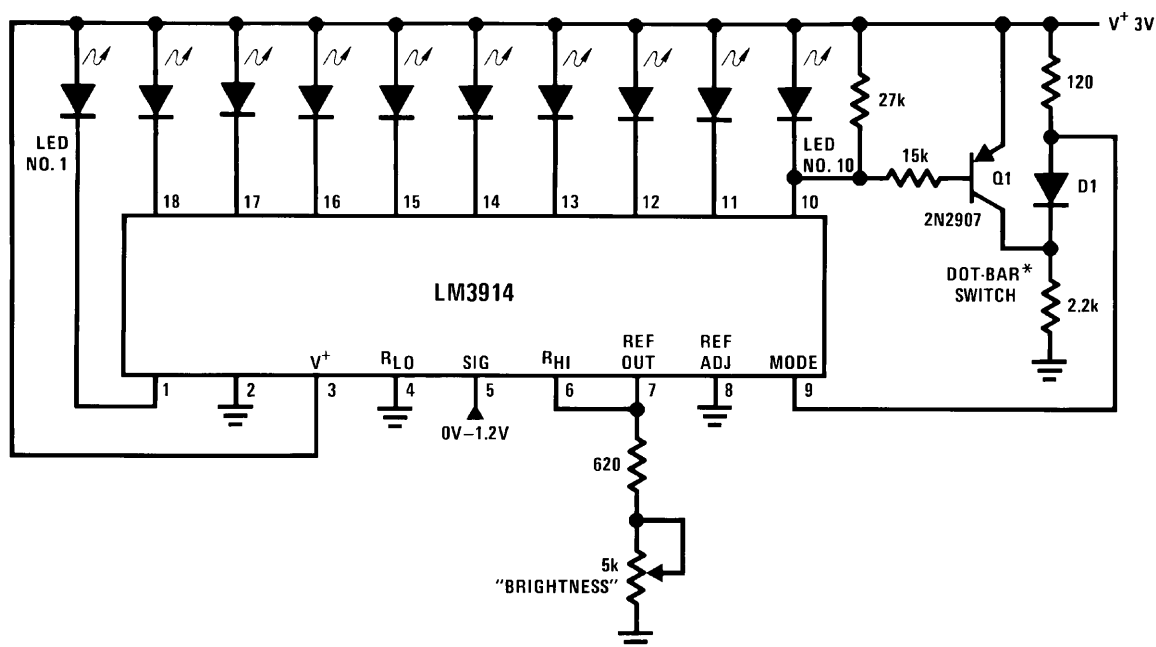 V+ 3V
LED
NO. 1
27k
120
LED
NO. 10
15k
Q1
D1
2N2907
18
17
16
15
14
13
12
11
10
LM3914
DOT-BAR*
SWITCH
2.2k
V+
RLO
SIG
RHI
REF
OUT
REF
ADJ
MODE
1
2
3
4
5
6
7
8
9
0V–1.2V
620
5k
"BRIGHTNESS"